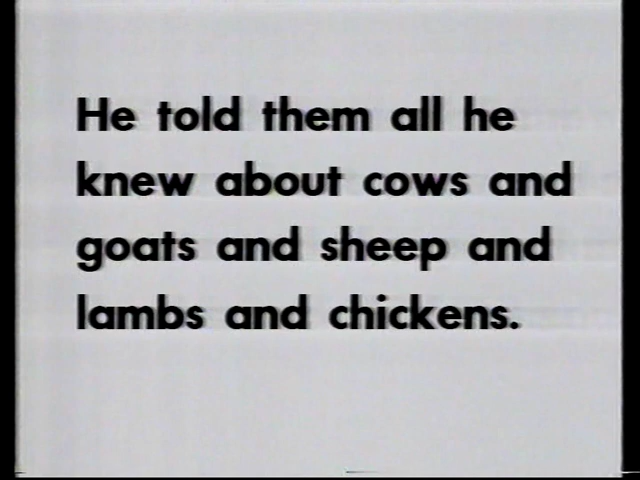 He told them all he
knew about cows and
goats and sheep and
lambs and chickens.